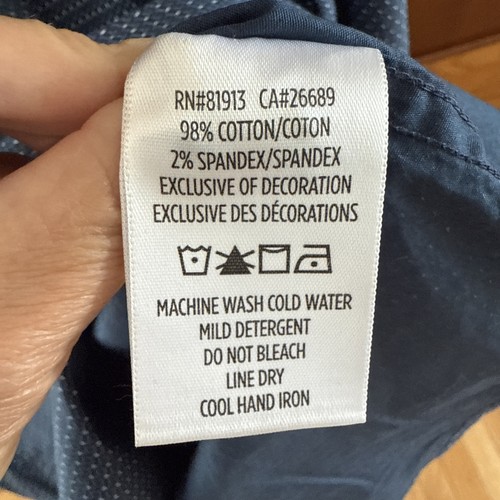 RN#81913 CA#26689
98% COTTON/COTON
2% SPANDEX/SPANDEX
EXCLUSIVE OF DECORATION
EXCLUSIVE DES DÉCORATIONS
MACHINE WASH COLD WATER
MILD DETERGENT
DO NOT BLEACH
LINE DRY
COOL HAND IRON